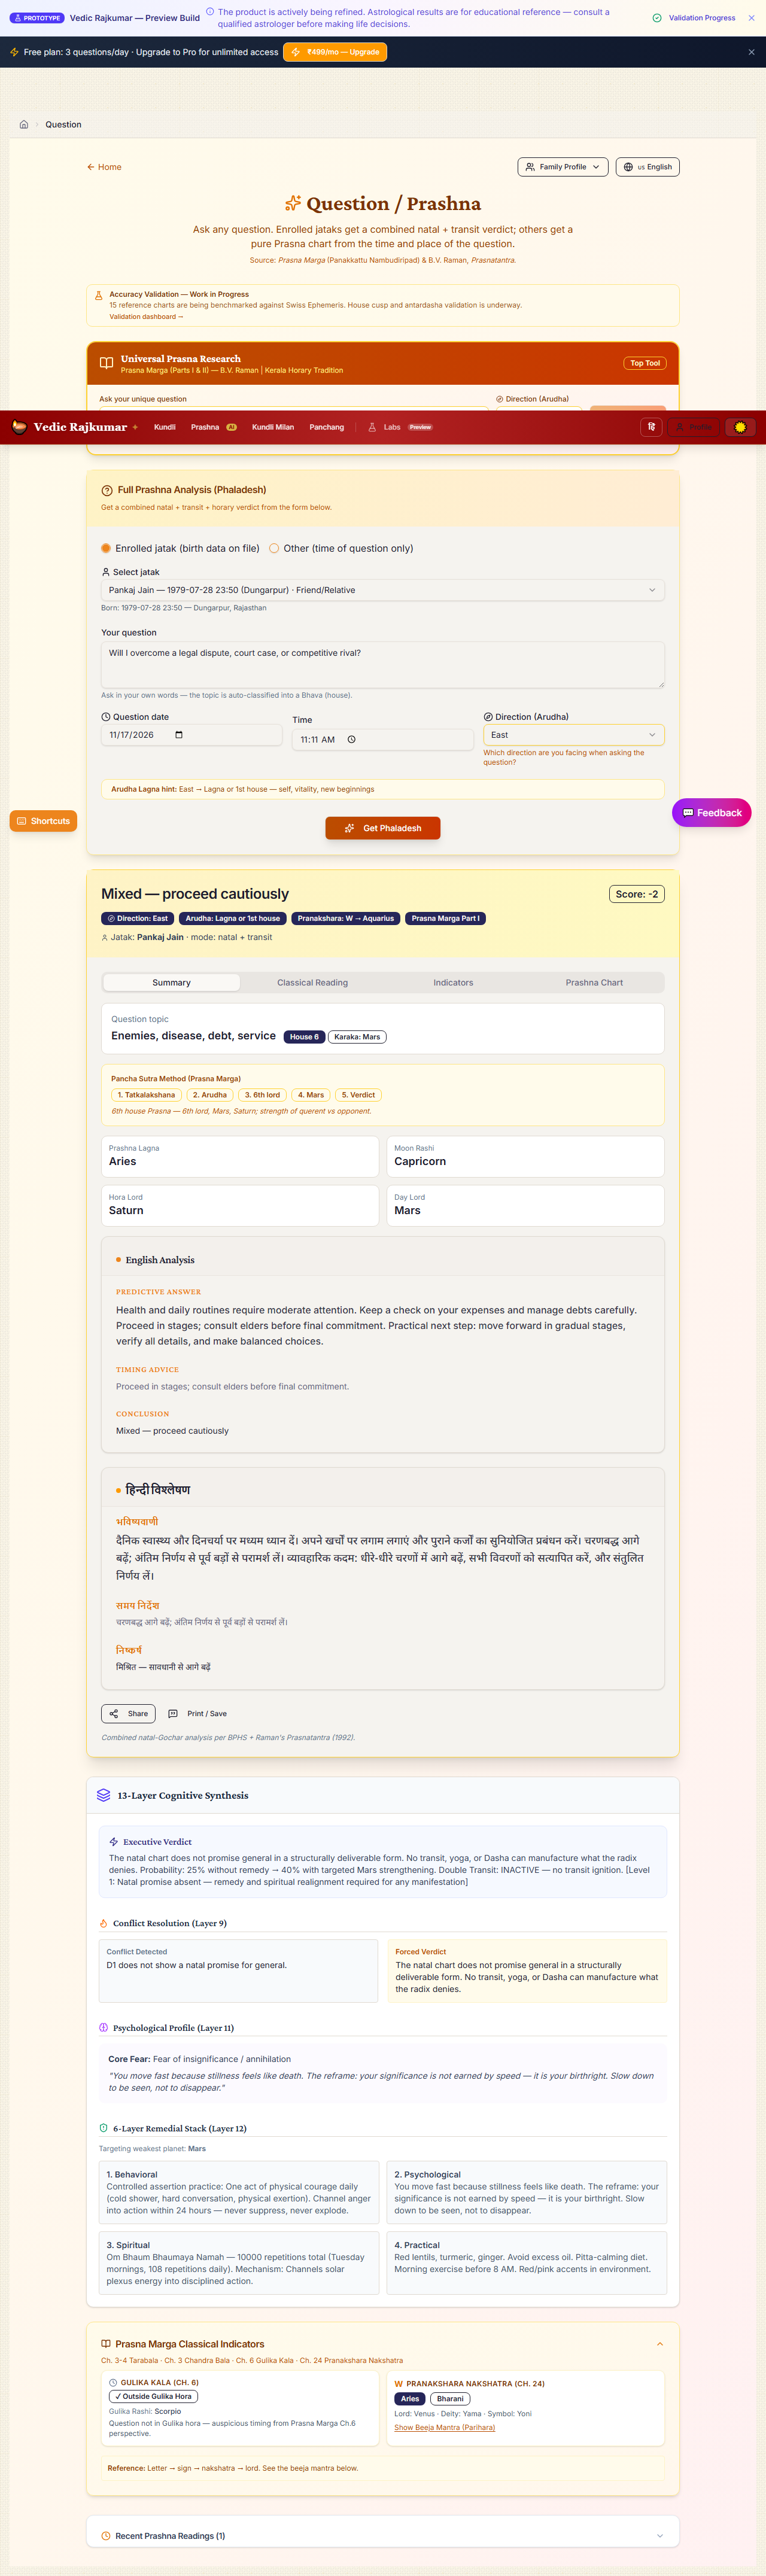 PROTOTYPE Vedic Rajkumar — Preview Build
The product is actively being refined. Astrological results are for educational reference — consult a
qualified astrologer before making life decisions.
Validation Progress
Free plan: 3 questions/day · Upgrade to Pro for unlimited access ₹499/mo — Upgrade
Question
← Home
Family Profile
us English
Question / Prashna
Ask any question. Enrolled jataks get a combined natal + transit verdict; others get a
pure Prasna chart from the time and place of the question.
Source: Prasna Marga (Panakkattu Nambudiripad) & B.V. Raman, Prasnatantra.
Accuracy Validation — Work in Progress
15 reference charts are being benchmarked against Swiss Ephemeris. House cusp and antardasha validation is underway.
Validation dashboard →
Universal Prasna Research
Prasna Marga (Parts I & II) — B.V. Raman | Kerala Horary Tradition
Top Tool
Ask your unique question
Direction (Arudha)
Vedic Rajkumar
Kundli
Prashna AI
Kundli Milan
Panchang
Labs Preview
हिं
Profile
Full Prashna Analysis (Phaladesh)
Get a combined natal + transit + horary verdict from the form below.
Enrolled jatak (birth data on file)
Other (time of question only)
Select jatak
Pankaj Jain — 1979-07-28 23:50 (Dungarpur) · Friend/Relative
Born: 1979-07-28 23:50 — Dungarpur, Rajasthan
Your question
Will I overcome a legal dispute, court case, or competitive rival?
Ask in your own words — the topic is auto-classified into a Bhava (house).
Question date
11/17/2026
Time
11:11 AM
Direction (Arudha)
East
Which direction are you facing when asking the
question?
Arudha Lagna hint: East → Lagna or 1st house — self, vitality, new beginnings
Shortcuts
Feedback
Get Phaladesh
Mixed — proceed cautiously
Score: -2
Direction: East
Arudha: Lagna or 1st house
Pranakshara: W → Aquarius
Prasna Marga Part I
Jatak: Pankaj Jain · mode: natal + transit
Summary
Classical Reading
Indicators
Prashna Chart
Question topic
Enemies, disease, debt, service House 6 Karaka: Mars
Pancha Sutra Method (Prasna Marga)
1. Tatkalakshana
2. Arudha
3. 6th lord
4. Mars
5. Verdict
6th house Prasna — 6th lord, Mars, Saturn; strength of querent vs opponent.
Prashna Lagna
Aries
Moon Rashi
Capricorn
Hora Lord
Saturn
Day Lord
Mars
English Analysis
PREDICTIVE ANSWER
Health and daily routines require moderate attention. Keep a check on your expenses and manage debts carefully.
Proceed in stages; consult elders before final commitment. Practical next step: move forward in gradual stages,
verify all details, and make balanced choices.
TIMING ADVICE
Proceed in stages; consult elders before final commitment.
CONCLUSION
Mixed — proceed cautiously
हिन्दी विश्लेषण
भविष्यवाणी
दैनिक स्वास्थ्य और दिनचर्या पर मध्यम ध्यान दें। अपने खर्चों पर लगाम लगाएं और पुराने कर्जों का सुनियोजित प्रबंधन करें। चरणबद्ध आगे
बढ़ें; अंतिम निर्णय से पूर्व बड़ों से परामर्श लें। व्यावहारिक कदम: धीरे-धीरे चरणों में आगे बढ़ें, सभी विवरणों को सत्यापित करें, और संतुलित
निर्णय लें।
समय निर्देश
चरणबद्ध आगे बढ़ें; अंतिम निर्णय से पूर्व बड़ों से परामर्श लें।
निष्कर्ष
मिश्रित — सावधानी से आगे बढ़ें
Share
Print / Save
Combined natal-Gochar analysis per BPHS + Raman's Prasnatantra (1992).
13-Layer Cognitive Synthesis
Executive Verdict
The natal chart does not promise general in a structurally deliverable form. No transit, yoga, or Dasha can manufacture what the radix
denies. Probability: 25% without remedy → 40% with targeted Mars strengthening. Double Transit: INACTIVE — no transit ignition. [Level
1: Natal promise absent — remedy and spiritual realignment required for any manifestation]
Conflict Resolution (Layer 9)
Conflict Detected
D1 does not show a natal promise for general.
Forced Verdict
The natal chart does not promise general in a structurally
deliverable form. No transit, yoga, or Dasha can manufacture what
the radix denies.
Psychological Profile (Layer 11)
Core Fear: Fear of insignificance / annihilation
"You move fast because stillness feels like death. The reframe: your significance is not earned by speed — it is your birthright. Slow down
to be seen, not to disappear."
6-Layer Remedial Stack (Layer 12)
Targeting weakest planet: Mars
1. Behavioral
Controlled assertion practice: One act of physical courage daily
(cold shower, hard conversation, physical exertion). Channel anger
into action within 24 hours — never suppress, never explode.
2. Psychological
You move fast because stillness feels like death. The reframe: your
significance is not earned by speed — it is your birthright. Slow
down to be seen, not to disappear.
3. Spiritual
Om Bhaum Bhaumaya Namah — 10000 repetitions total (Tuesday
mornings, 108 repetitions daily). Mechanism: Channels solar
plexus energy into disciplined action.
4. Practical
Red lentils, turmeric, ginger. Avoid excess oil. Pitta-calming diet.
Morning exercise before 8 AM. Red/pink accents in environment.
Prasna Marga Classical Indicators
Ch. 3-4 Tarabala · Ch. 3 Chandra Bala · Ch. 6 Gulika Kala · Ch. 24 Pranakshara Nakshatra
GULIKA KALA (CH. 6)
✓ Outside Gulika Hora
Gulika Rashi: Scorpio
Question not in Gulika hora — auspicious timing from Prasna Marga Ch.6
perspective.
W PRANAKSHARA NAKSHATRA (CH. 24)
Aries Bharani
Lord: Venus · Deity: Yama · Symbol: Yoni
Show Beeja Mantra (Parihara)
Reference: Letter → sign → nakshatra → lord. See the beeja mantra below.
Recent Prashna Readings (1)